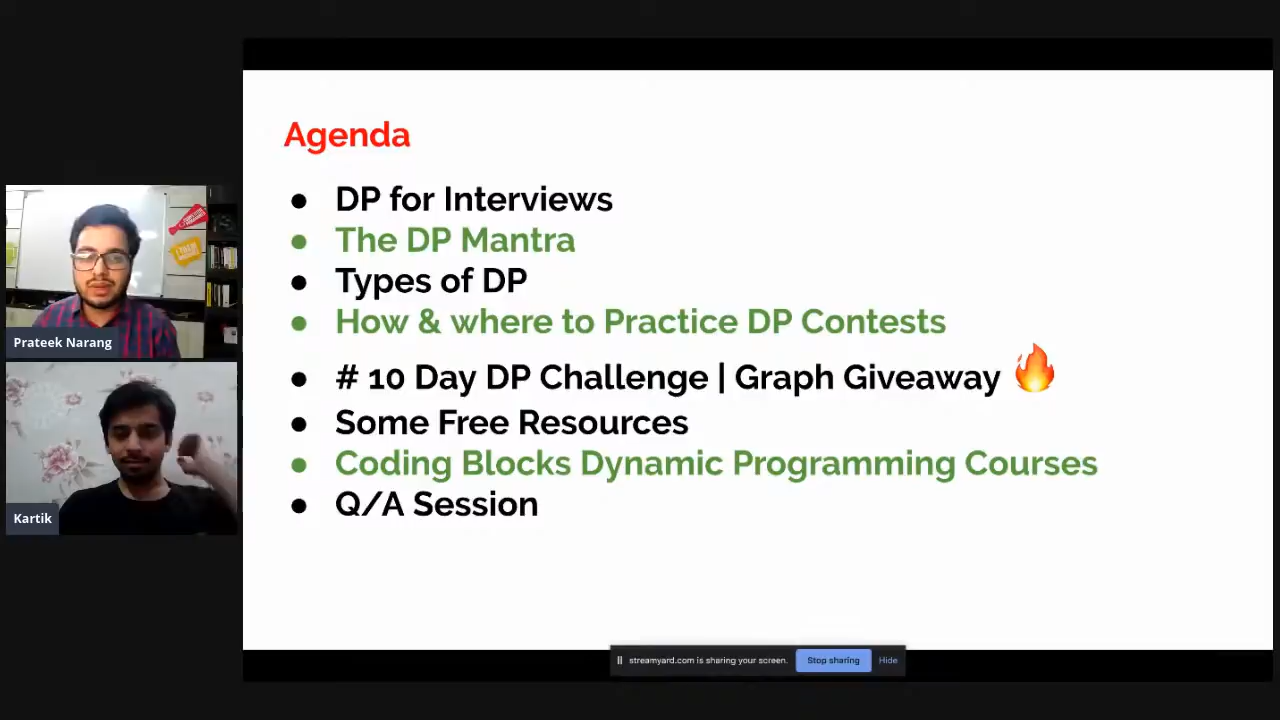 Agenda
● DP for Interviews
● The DP Mantra
● Types of DP
● How & where to Practice DP Contests
● # 10 Day DP Challenge | Graph Giveaway 🔥
● Some Free Resources
● Coding Blocks Dynamic Programming Courses
● Q/A Session
Prateek Narang
Kartik
streamyard.com is sharing your screen. Stop sharing Hide